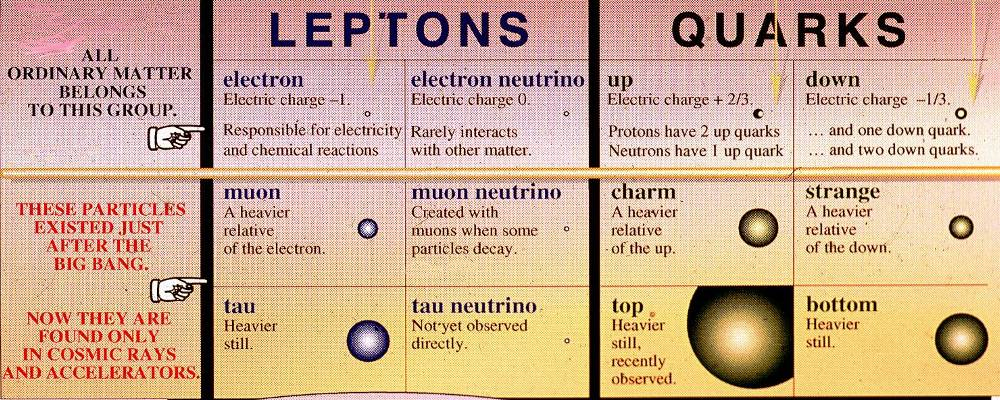 LEPTONS
QUARKS
ALL
ORDINARY MATTER
BELONGS
TO THIS GROUP.
electron
Electric charge –1.
Responsible for electricity
and chemical reactions
electron neutrino
Electric charge 0.
Rarely interacts
with other matter.
up
Electric charge + 2/3.
Protons have 2 up quarks
Neutrons have 1 up quark
down
Electric charge –1/3.
... and one down quark.
... and two down quarks.
THESE PARTICLES
EXISTED JUST
AFTER THE
BIG BANG.
NOW THEY ARE
FOUND ONLY
IN COSMIC RAYS
AND ACCELERATORS.
muon
A heavier
relative
of the electron.
muon neutrino
Created with
muons when some
particles decay.
charm
A heavier
relative
of the up.
strange
A heavier
relative
of the down.
tau
Heavier
still.
tau neutrino
Not yet observed
directly.
top
Heavier
still,
recently
observed.
bottom
Heavier
still.